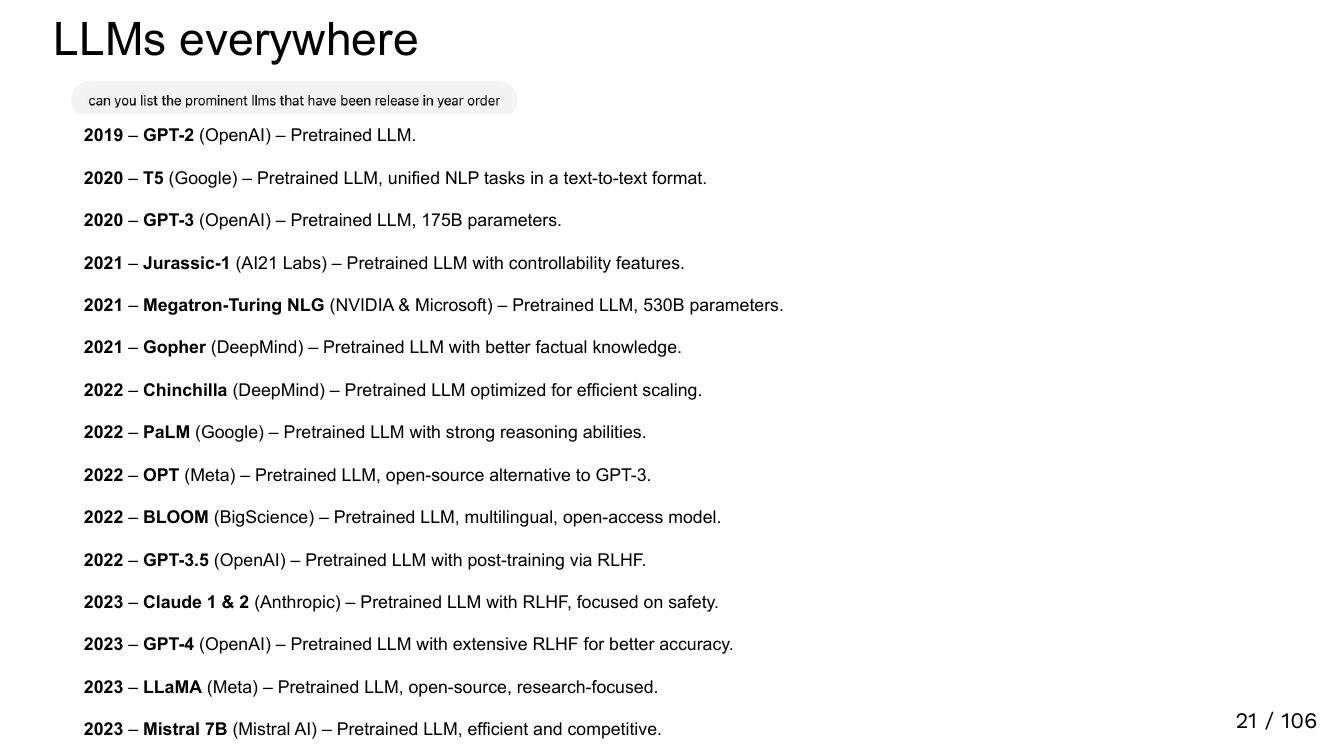 LLMs everywhere
can you list the prominent llms that have been release in year order
2019 – GPT-2 (OpenAI) – Pretrained LLM.
2020 – T5 (Google) – Pretrained LLM, unified NLP tasks in a text-to-text format.
2020 – GPT-3 (OpenAI) – Pretrained LLM, 175B parameters.
2021 – Jurassic-1 (AI21 Labs) – Pretrained LLM with controllability features.
2021 – Megatron-Turing NLG (NVIDIA & Microsoft) – Pretrained LLM, 530B parameters.
2021 – Gopher (DeepMind) – Pretrained LLM with better factual knowledge.
2022 – Chinchilla (DeepMind) – Pretrained LLM optimized for efficient scaling.
2022 – PaLM (Google) – Pretrained LLM with strong reasoning abilities.
2022 – OPT (Meta) – Pretrained LLM, open-source alternative to GPT-3.
2022 – BLOOM (BigScience) – Pretrained LLM, multilingual, open-access model.
2022 – GPT-3.5 (OpenAI) – Pretrained LLM with post-training via RLHF.
2023 – Claude 1 & 2 (Anthropic) – Pretrained LLM with RLHF, focused on safety.
2023 – GPT-4 (OpenAI) – Pretrained LLM with extensive RLHF for better accuracy.
2023 – LLaMA (Meta) – Pretrained LLM, open-source, research-focused.
2023 – Mistral 7B (Mistral AI) – Pretrained LLM, efficient and competitive.
21 / 106